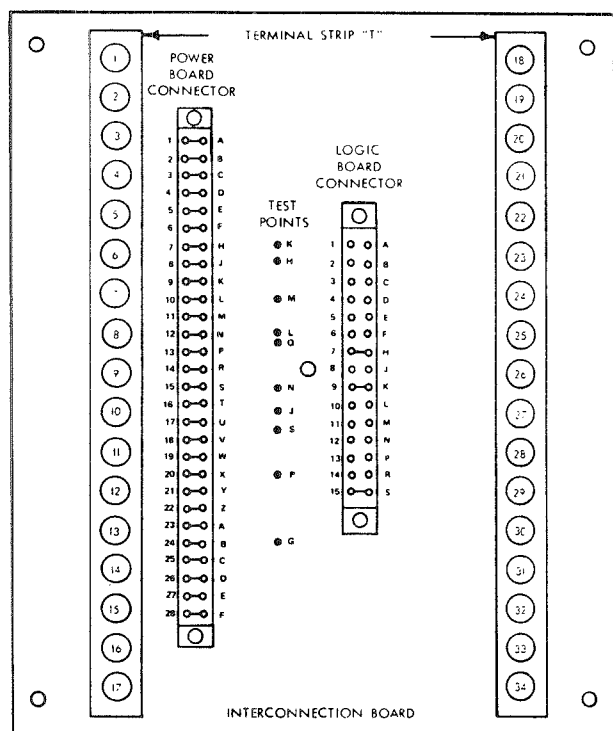 TERMINAL STRIP "T"
POWER
BOARD
CONNECTOR
LOGIC
BOARD
CONNECTOR
TEST
POINTS
1
2
3
4
5
6
7
8
9
10
11
12
13
14
15
16
17
1 A
2 B
3 C
4 D
5 E
6 F
7 H
8 J
9 K
10 L
11 M
12 N
13 P
14 R
15 S
16 T
17 U
18 V
19 W
20 X
21 Y
22 Z
23 A
24 B
25 C
26 D
27 E
28 F
K
H
M
L
Q
N
J
S
P
G
1 A
2 B
3 C
4 D
5 E
6 F
7 H
8 J
9 K
10 L
11 M
12 N
13 P
14 R
15 S
18
19
20
21
22
23
24
25
26
27
28
29
30
31
32
33
34
INTERCONNECTION BOARD